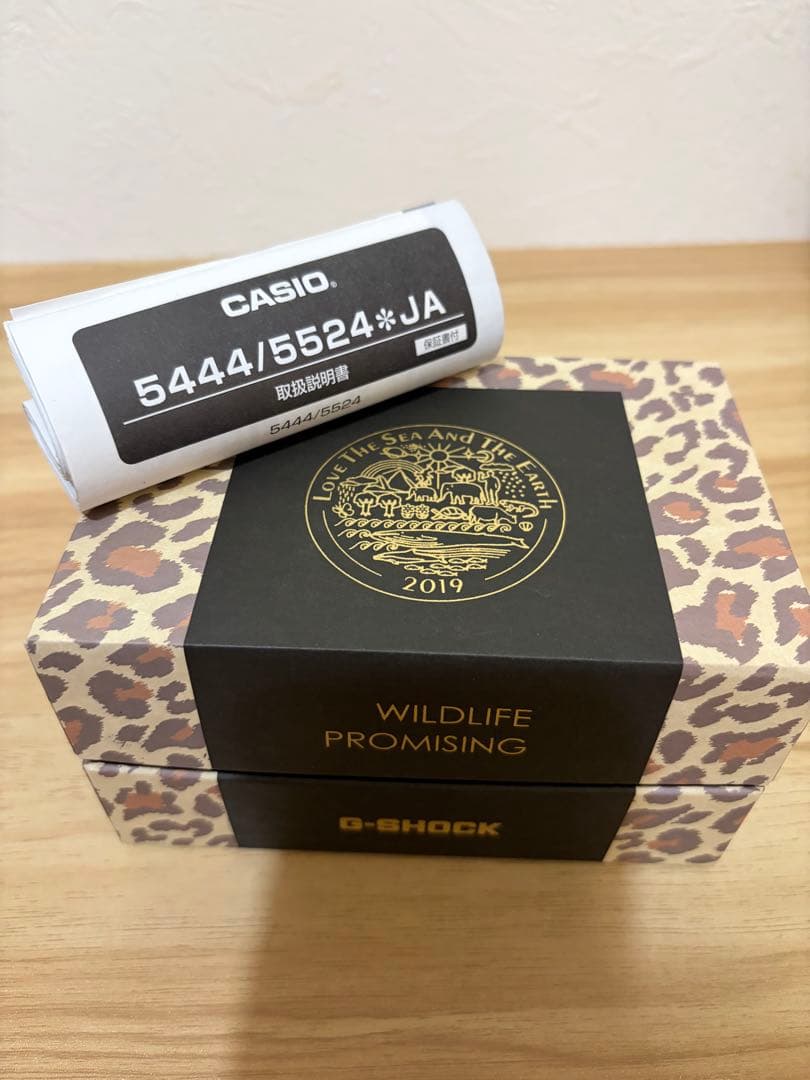 CASIO®
5444/5524*JA
取扱説明書
保証書付
5444/5524
LOVE THE SEA AND THE EARTH
2019
WILDLIFE
PROMISING
G-SHOCK